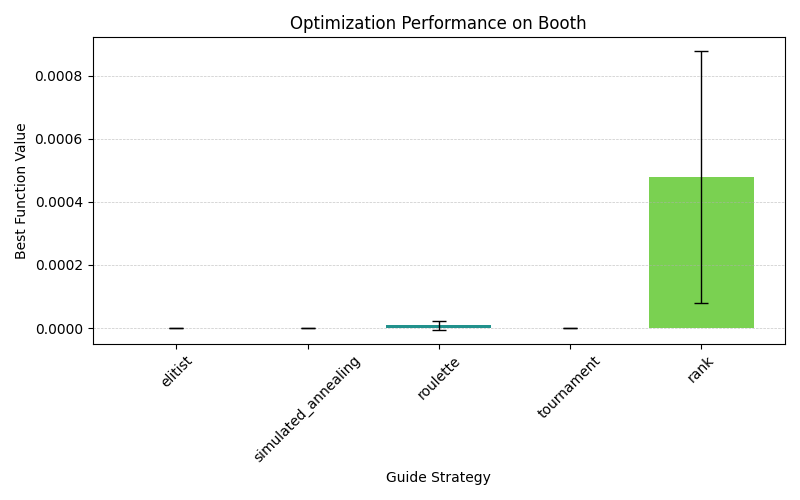 Optimization Performance on Booth
Best Function Value
0.0008
0.0006
0.0004
0.0002
0.0000
elitist
simulated_annealing
roulette
tournament
rank
Guide Strategy